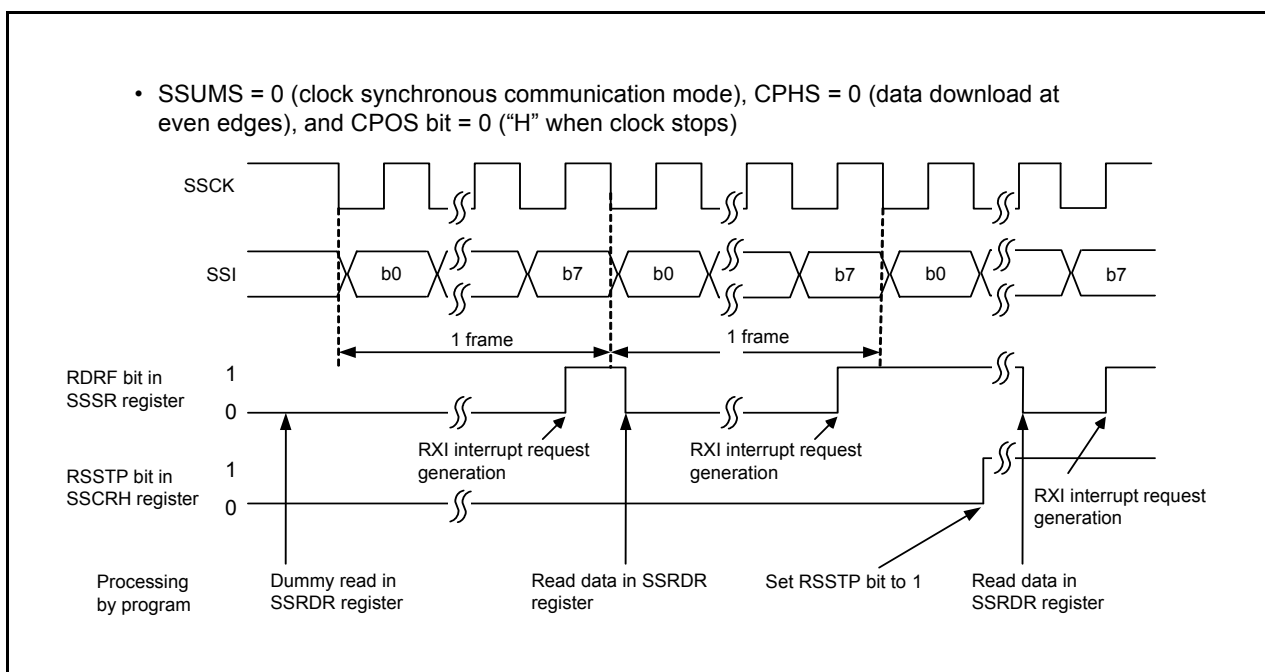 • SSUMS = 0 (clock synchronous communication mode), CPHS = 0 (data download at
even edges), and CPOS bit = 0 (“H” when clock stops)
SSCK
SSI
b0
b7
b0
b7
b0
b7
1 frame
1 frame
RDRF bit in
SSSR register
1
0
RXI interrupt request
generation
RXI interrupt request
generation
RXI interrupt request
generation
RSSTP bit in
SSCRH register
1
0
Processing
by program
Dummy read in
SSRDR register
Read data in SSRDR
register
Set RSSTP bit to 1
Read data in
SSRDR register